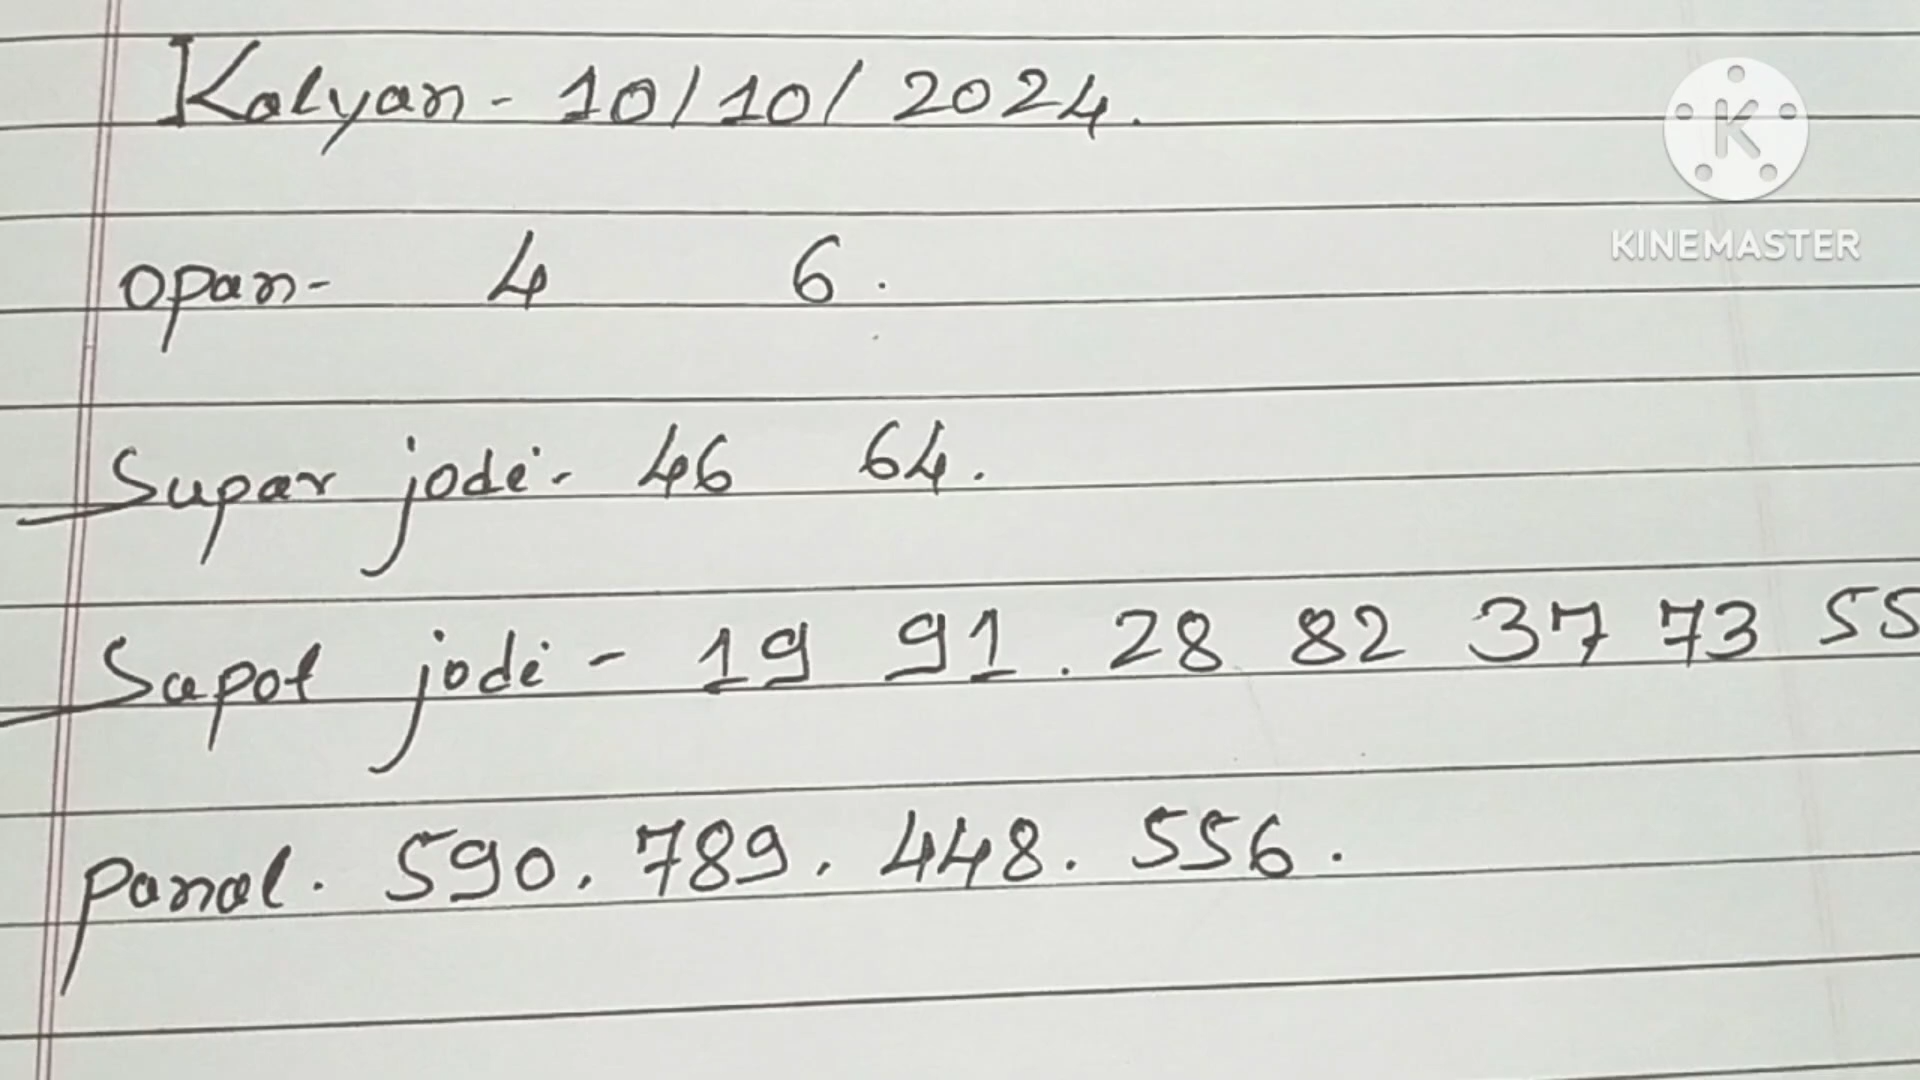 Kalyan - 10/10/2024.
KINEMASTER
opan- 4 6.
Supar jodi - 46 64.
Sapot jodi - 19 91. 28 82 37 73 55
panal. 590. 789. 448. 556.